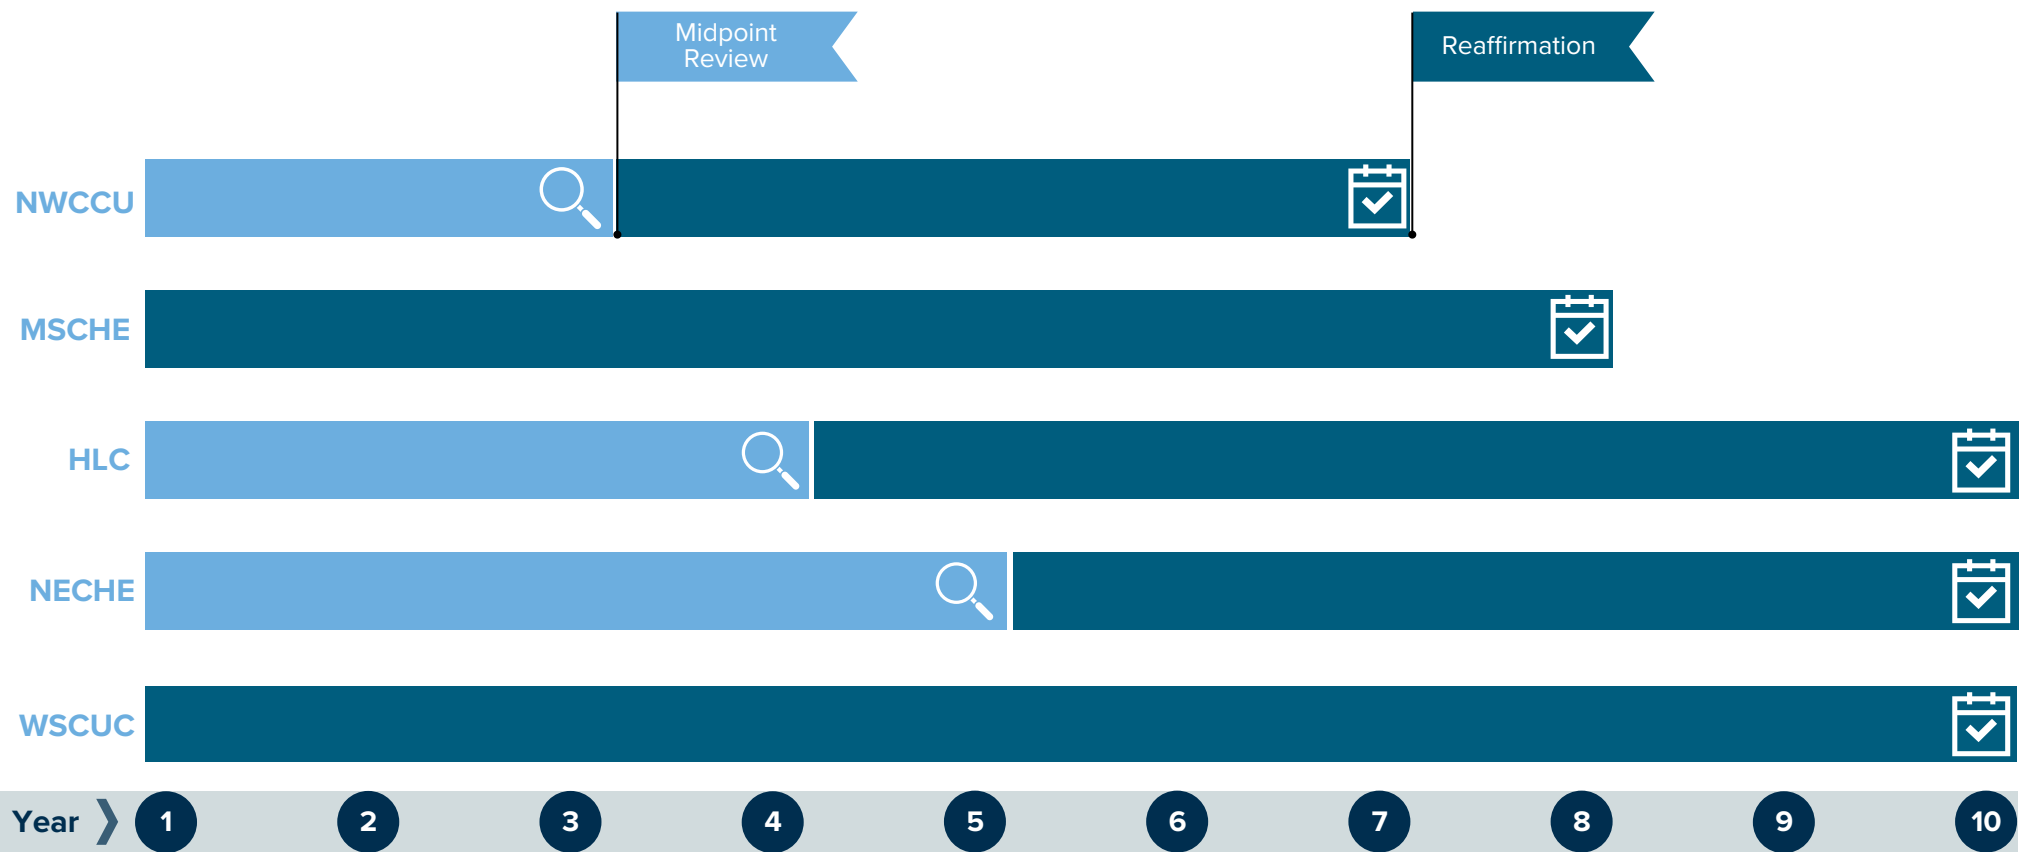 Midpoint
Review
Reaffirmation
NWCCU
MSCHE
HLC
NECHE
WSCUC
Year 1 2 3 4 5 6 7 8 9 10